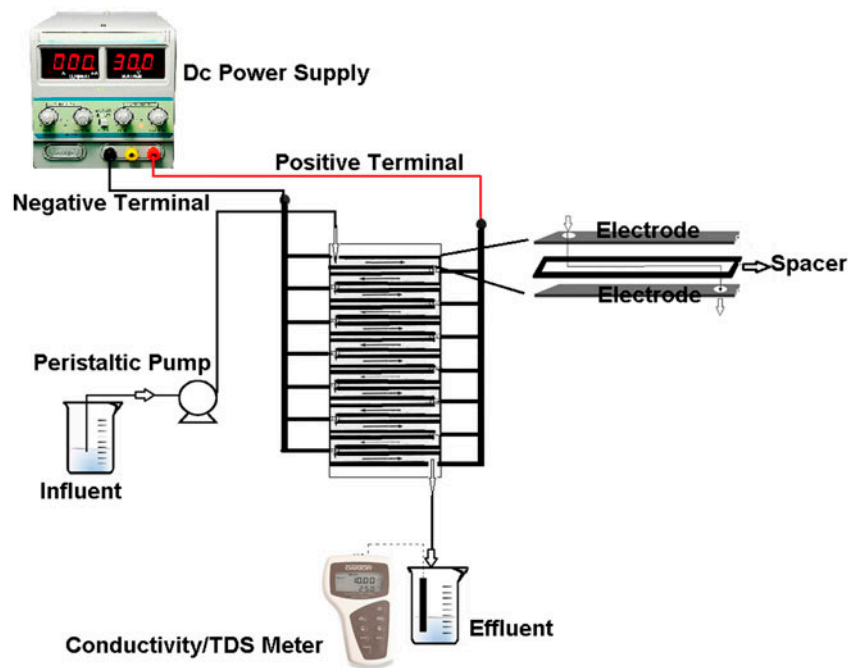 000. 30.0
Dc Power Supply
Positive Terminal
Negative Terminal
Electrode
Spacer
Electrode
Peristaltic Pump
Influent
10.00
250
Effluent
Conductivity/TDS Meter